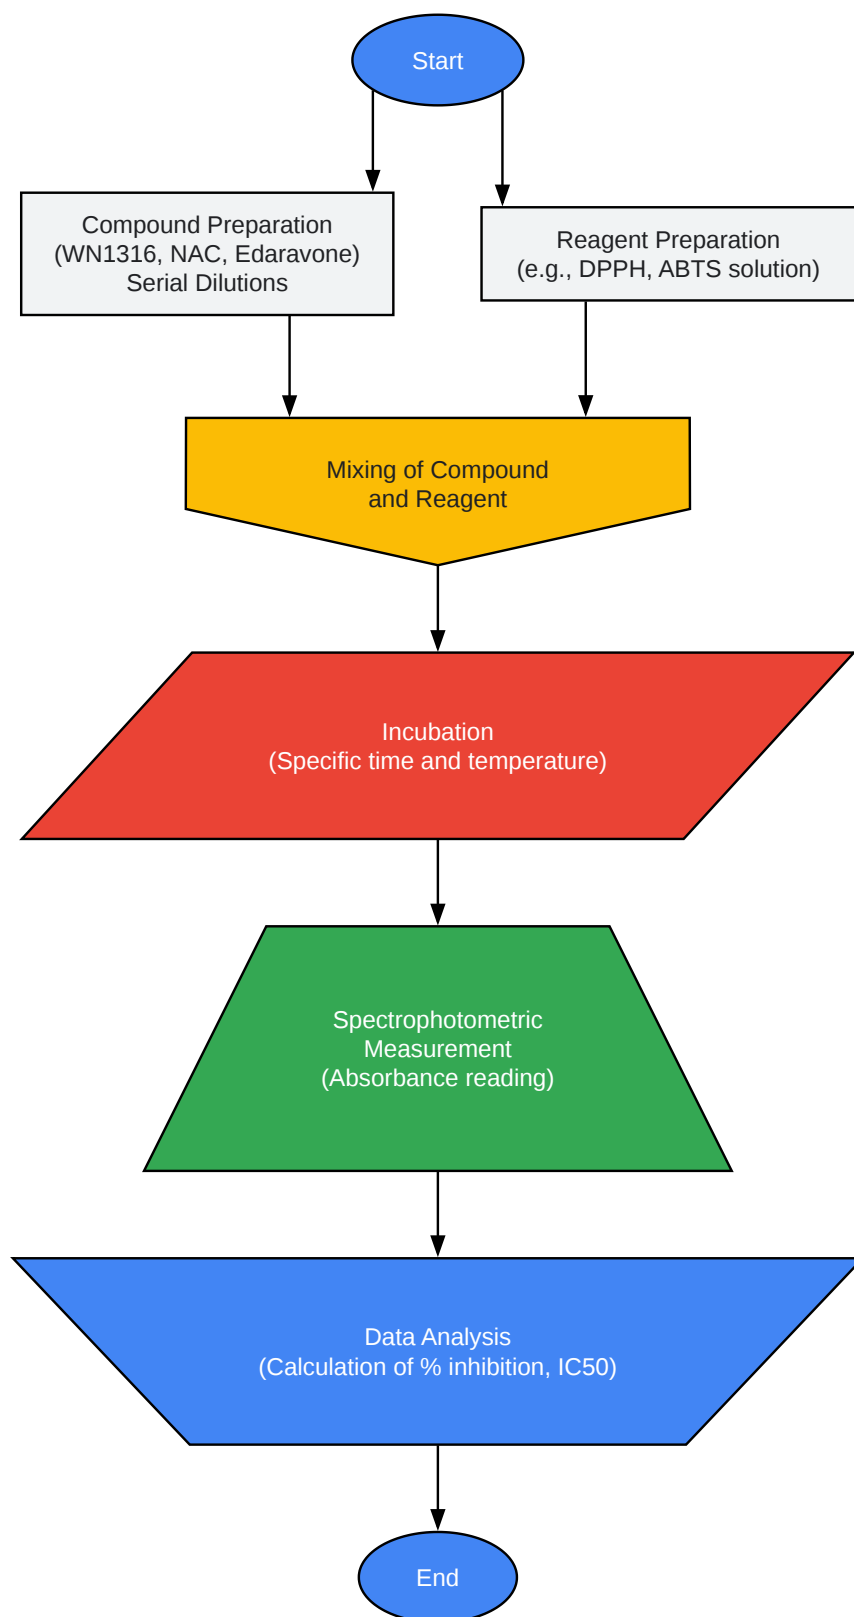 Start
Compound Preparation
(WN1316, NAC, Edaravone)
Serial Dilutions
Reagent Preparation
(e.g., DPPH, ABTS solution)
Mixing of Compound
and Reagent
Incubation
(Specific time and temperature)
Spectrophotometric
Measurement
(Absorbance reading)
Data Analysis
(Calculation of % inhibition, IC50)
End